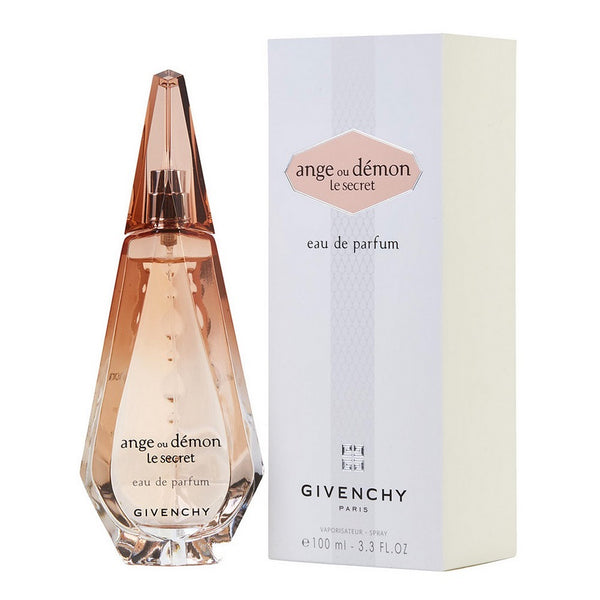 ange ou démon
le secret
eau de parfum
GIVENCHY
ange ou démon
le secret
eau de parfum
GIVENCHY
PARIS
VAPORISATEUR - SPRAY
e 100 ml - 3.3 FL.OZ